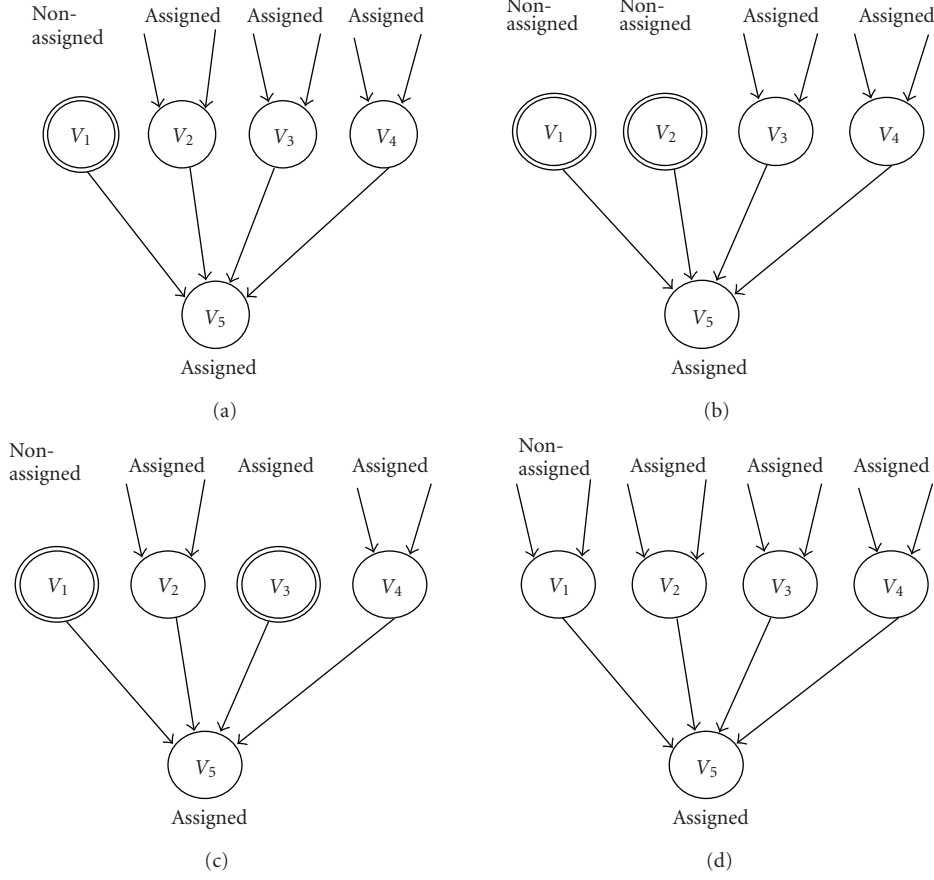 Non-
assigned
Assigned
Assigned
Assigned
V1
V2
V3
V4
V5
Assigned
(a)
Non-
assigned
Non-
assigned
Assigned
Assigned
V1
V2
V3
V4
V5
Assigned
(b)
Non-
assigned
Assigned
Assigned
Assigned
V1
V2
V3
V4
V5
Assigned
(c)
Non-
assigned
Assigned
Assigned
Assigned
V1
V2
V3
V4
V5
Assigned
(d)